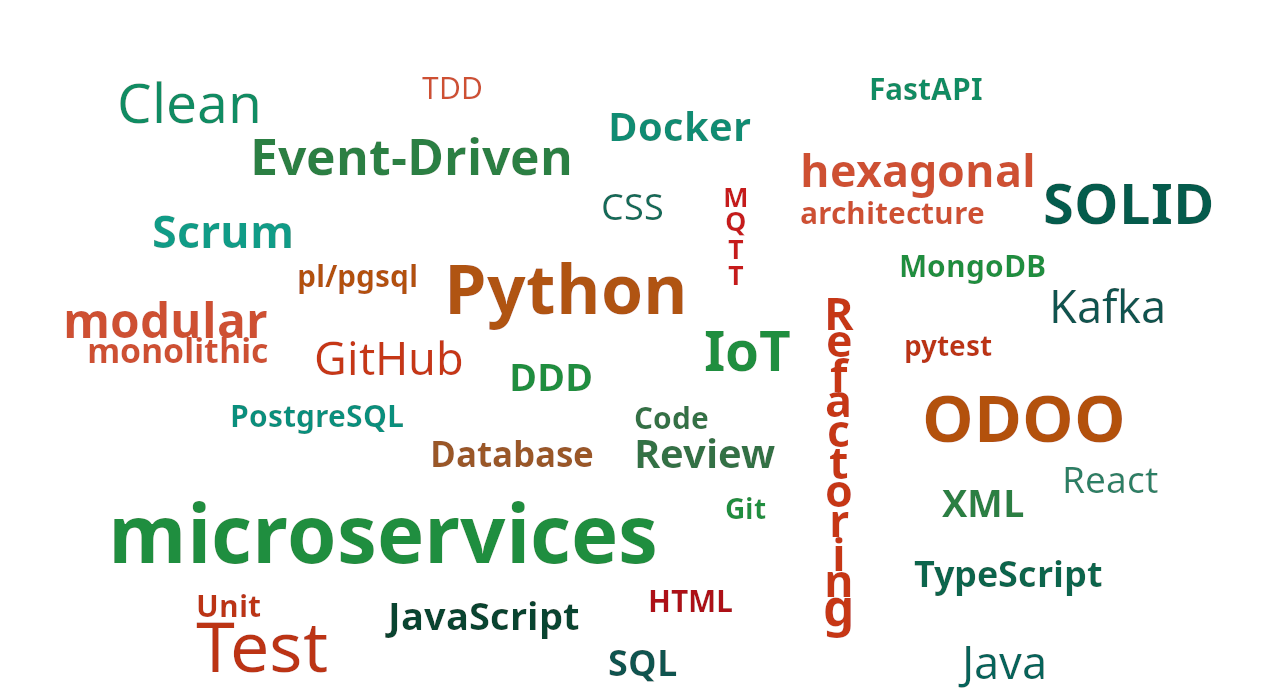 TDD
Clean
FastAPI
Docker
Event-Driven
hexagonal
architecture
SOLID
CSS
MQTT
Scrum
pl/pgsql
Python
MongoDB
Kafka
modular
monolithic
GitHub
IoT
Refactoring
pytest
DDD
PostgreSQL
Code
Review
ODOO
Database
React
XML
Git
microservices
TypeScript
Unit
Test
JavaScript
HTML
SQL
Java